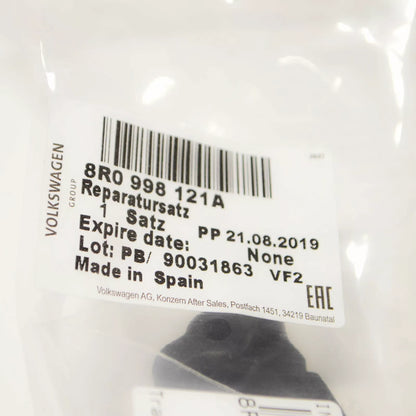 VOLKSWAGEN
GROUP
8R0 998 121A
Reparatursatz
1 Satz PP 21.08.2019
Expire date: None
Lot: PB/ 90031863 VF2
Made in Spain
EAC
Volkswagen AG, Konzern After Sales, Postfach 1451, 34219 Baunatal